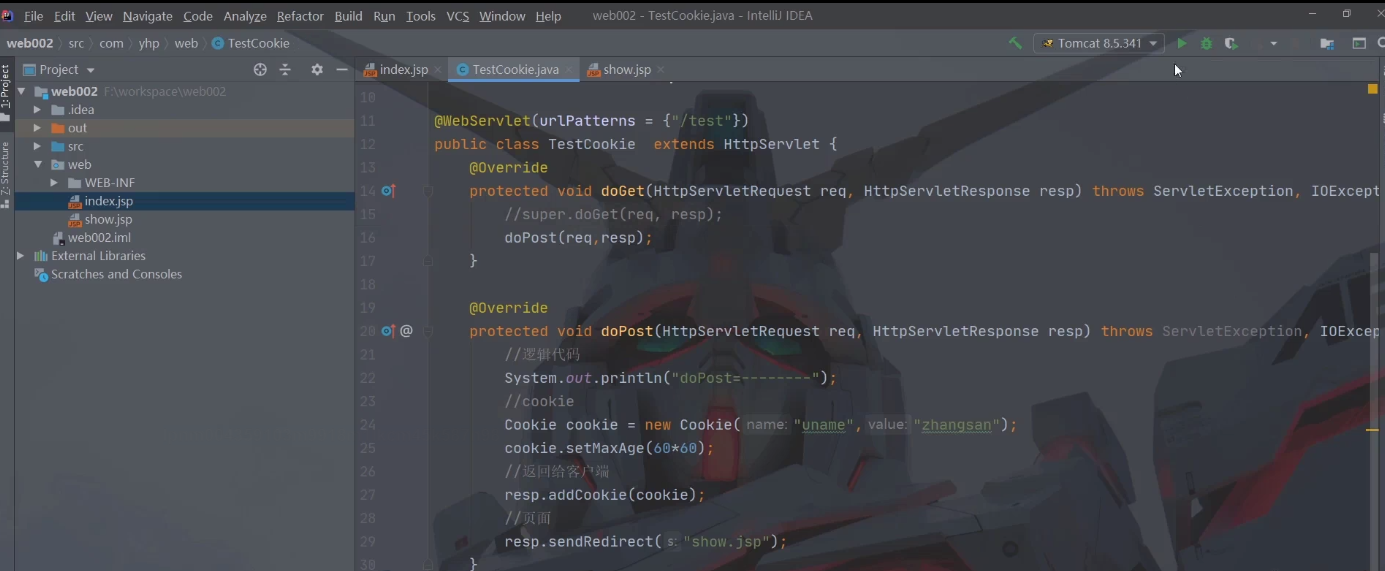 File Edit View Navigate Code Analyze Refactor Build Run Tools VCS Window Help web002 - TestCookie.java - IntelliJ IDEA
web002 src com yhp web TestCookie Tomcat 8.5.341
1: Project
Project
index.jsp TestCookie.java show.jsp
web002 F:\workspace\web002
.idea
out
src
web
WEB-INF
index.jsp
show.jsp
web002.iml
External Libraries
Scratches and Consoles
Z: Structure
10
11 @WebServlet(urlPatterns = {"/test"})
12 public class TestCookie extends HttpServlet {
13 @Override
14 protected void doGet(HttpServletRequest req, HttpServletResponse resp) throws ServletException, IOExcept
15 //super.doGet(req, resp);
16 doPost(req,resp);
17 }
18
19 @Override
20 @ protected void doPost(HttpServletRequest req, HttpServletResponse resp) throws ServletException, IOExcep
21 //逻辑代码
22 System.out.println("doPost=--------");
23 //cookie
24 Cookie cookie = new Cookie( name: "uname", value: "zhangsan");
25 cookie.setMaxAge(60*60);
26 //返回给客户端
27 resp.addCookie(cookie);
28 //页面
29 resp.sendRedirect( s: "show.jsp");
30 }